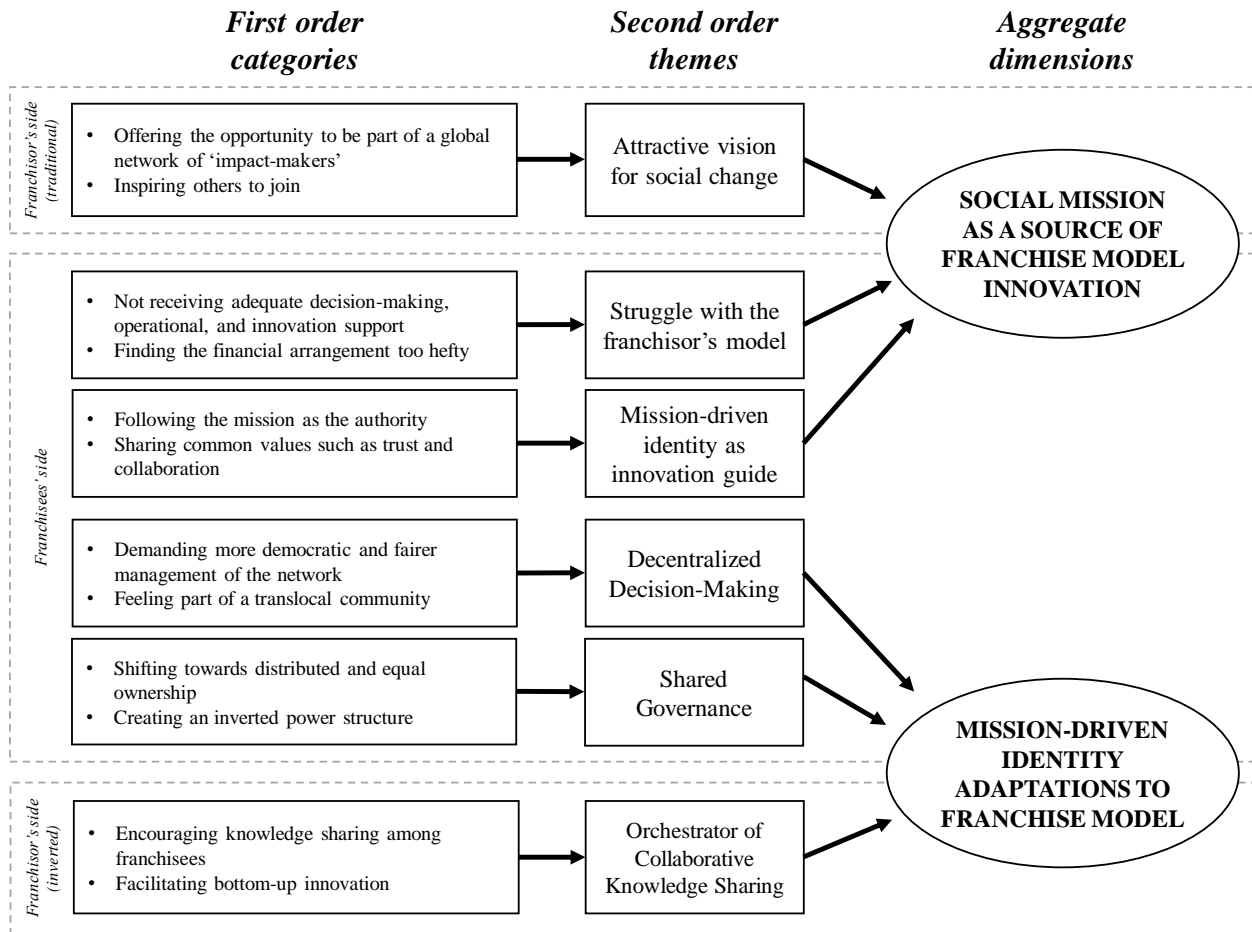 First order
categories
Second order
themes
Aggregate
dimensions
Franchisor's side
(traditional)
• Offering the opportunity to be part of a global
network of 'impact-makers'
• Inspiring others to join
Attractive vision
for social change
SOCIAL MISSION
AS A SOURCE OF
FRANCHISE MODEL
INNOVATION
Franchisees' side
• Not receiving adequate decision-making,
operational, and innovation support
• Finding the financial arrangement too hefty
Struggle with the
franchisor's model
• Following the mission as the authority
• Sharing common values such as trust and
collaboration
Mission-driven
identity as
innovation guide
• Demanding more democratic and fairer
management of the network
• Feeling part of a translocal community
Decentralized
Decision-Making
• Shifting towards distributed and equal
ownership
• Creating an inverted power structure
Shared
Governance
MISSION-DRIVEN
IDENTITY
ADAPTATIONS TO
FRANCHISE MODEL
Franchisor's side
(inverted)
• Encouraging knowledge sharing among
franchisees
• Facilitating bottom-up innovation
Orchestrator of
Collaborative
Knowledge Sharing